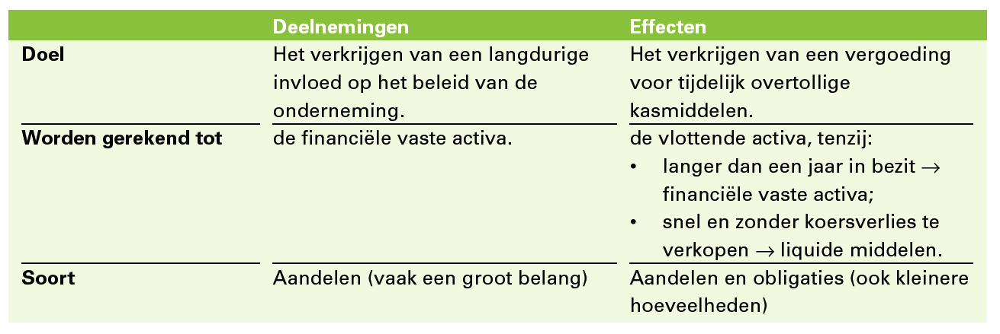 Deelnemingen Effecten
Doel Het verkrijgen van een langdurige Het verkrijgen van een vergoeding
invloed op het beleid van de voor tijdelijk overtollige
onderneming. kasmiddelen.
Worden gerekend tot de financiële vaste activa. de vlottende activa, tenzij:
• langer dan een jaar in bezit →
financiële vaste activa;
• snel en zonder koersverlies te
verkopen → liquide middelen.
Soort Aandelen (vaak een groot belang) Aandelen en obligaties (ook kleinere
hoeveelheden)